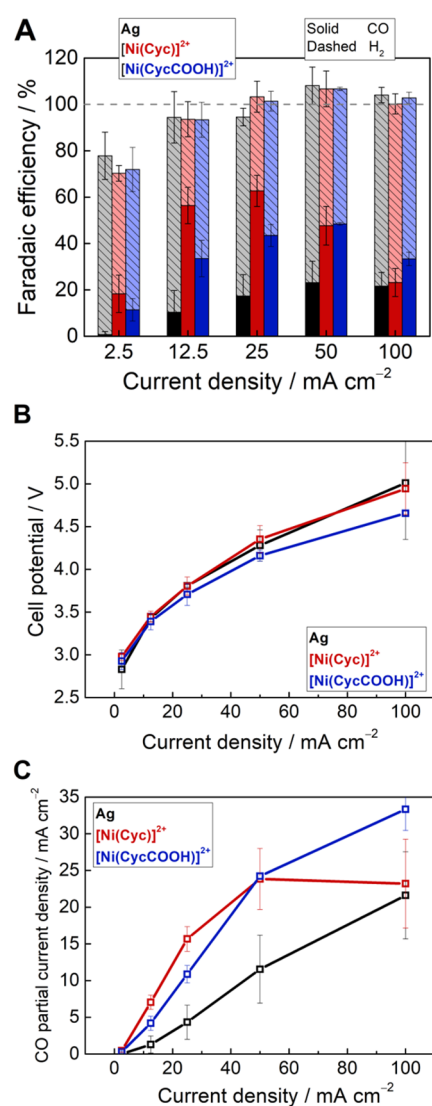 A
Ag
[Ni(Cyc)]²⁺
[Ni(CycCOOH)]²⁺
Solid CO
Dashed H₂
Faradaic efficiency / %
120
100
80
60
40
20
0
2.5 12.5 25 50 100
Current density / mA cm⁻²
B
Cell potential / V
5.5
5.0
4.5
4.0
3.5
3.0
2.5
Ag
[Ni(Cyc)]²⁺
[Ni(CycCOOH)]²⁺
0 20 40 60 80 100
Current density / mA cm⁻²
C
CO partial current density / mA cm⁻²
35
30
25
20
15
10
5
0
Ag
[Ni(Cyc)]²⁺
[Ni(CycCOOH)]²⁺
0 20 40 60 80 100
Current density / mA cm⁻²